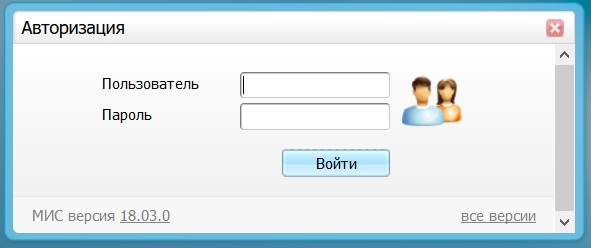 Авторизация
Пользователь
Пароль
Войти
МИС версия 18.03.0 все версии